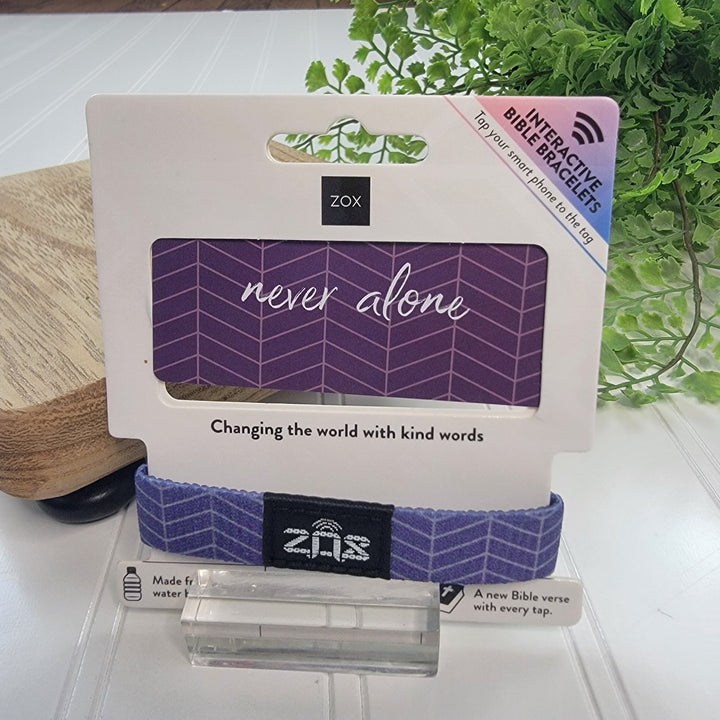 INTERACTIVE
BIBLE BRACELETS
Tap your smart phone to the tag
ZOX
never alone
Changing the world with kind words
ZOX
Made
water
A new Bible verse
with every tap.